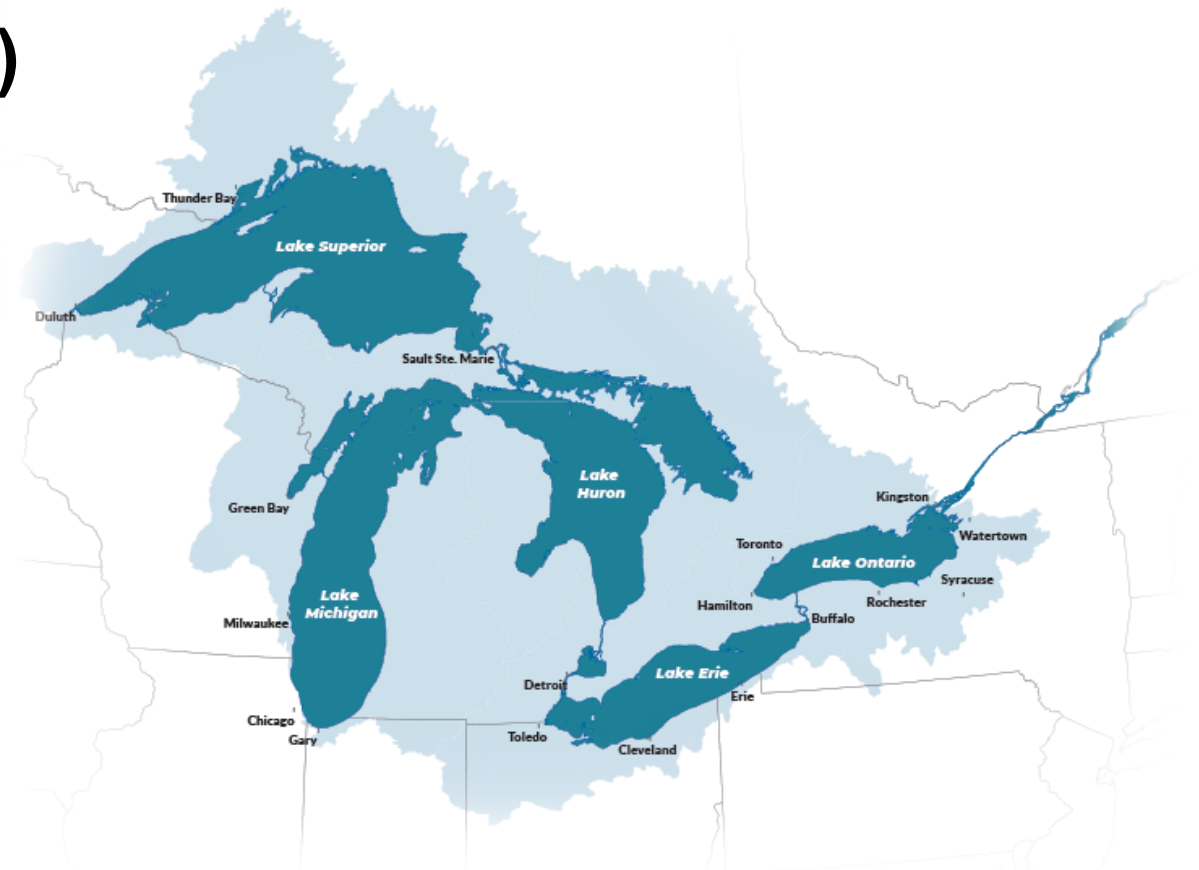 )
Thunder Bay
Lake Superior
Duluth
Sault Ste. Marie
Lake
Huron
Green Bay
Kingston
Watertown
Toronto
Lake Ontario
Syracuse
Lake
Michigan
Hamilton
Rochester
Buffalo
Milwaukee
Lake Erie
Detroit
Erie
Chicago
Gary
Toledo
Cleveland